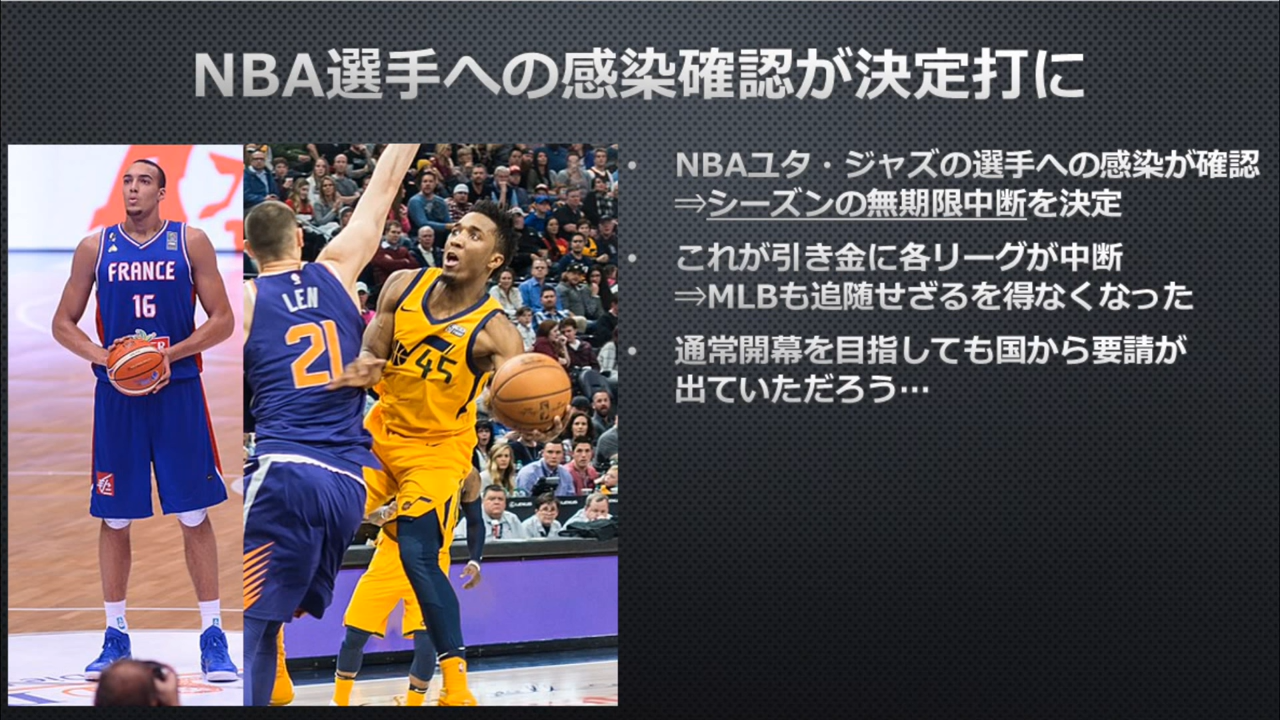 NBA選手への感染確認が決定打に
• NBAユタ・ジャズの選手への感染が確認
⇒シーズンの無期限中断を決定
• これが引き金に各リーグが中断
⇒MLBも追随せざるを得なくなった
• 通常開幕を目指しても国から要請が
出ていただろう…
FRANCE
16
LEN
21
45